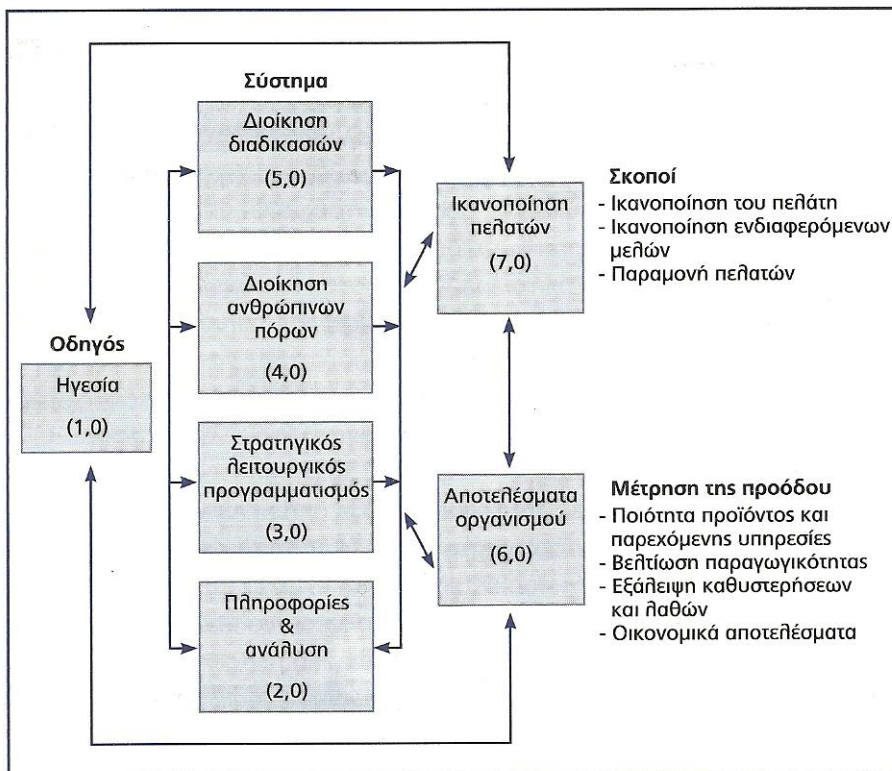 Σύστημα
Διοίκηση
διαδικασιών
(5,0)
Διοίκηση
ανθρώπινων
πόρων
(4,0)
Στρατηγικός
λειτουργικός
προγραμματισμός
(3,0)
Πληροφορίες
&
ανάλυση
(2,0)
Οδηγός
Ηγεσία
(1,0)
Ικανοποίηση
πελατών
(7,0)
Αποτελέσματα
οργανισμού
(6,0)
Σκοποί
- Ικανοποίηση του πελάτη
- Ικανοποίηση ενδιαφερόμενων
μελών
- Παραμονή πελατών
Μέτρηση της προόδου
- Ποιότητα προϊόντος και
παρεχόμενης υπηρεσίες
- Βελτίωση παραγωγικότητας
- Εξάλειψη καθυστερήσεων
και λαθών
- Οικονομικά αποτελέσματα